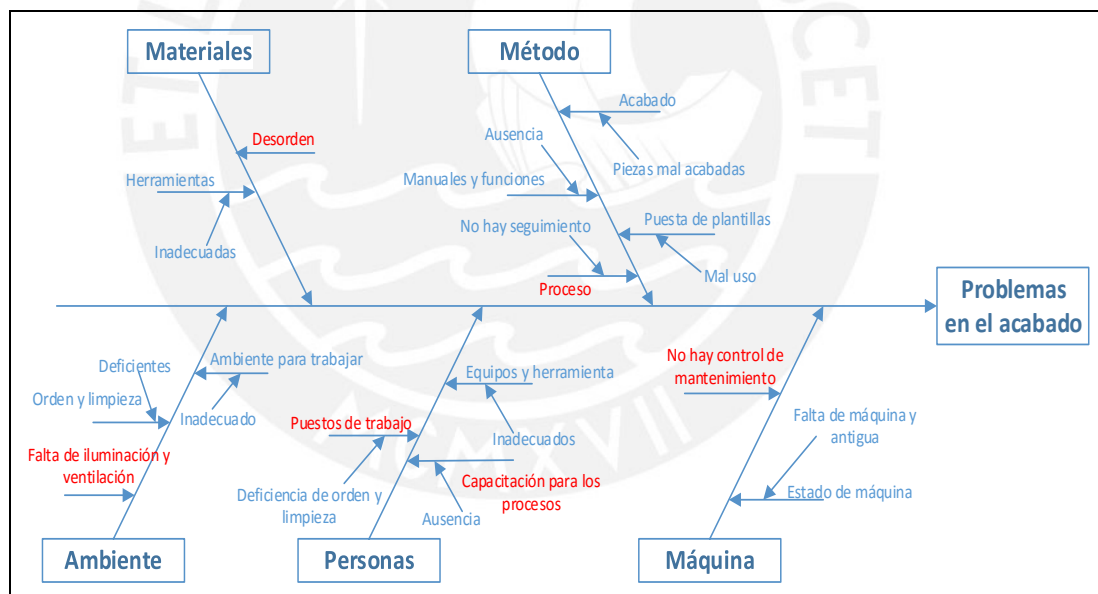 Materiales
Método
Acabado
Ausencia
Desorden
Piezas mal acabadas
Herramientas
Manuales y funciones
No hay seguimiento
Puesta de plantillas
Inadecuadas
Mal uso
Proceso
Problemas
en el acabado
Deficientes
Ambiente para trabajar
Orden y limpieza
Inadecuado
Falta de iluminación y
ventilación
Equipos y herramienta
Puestos de trabajo
Inadecuados
Deficiencia de orden y
limpieza
Capacitación para los
procesos
Ausencia
No hay control de
mantenimiento
Falta de máquina y
antigua
Estado de máquina
Ambiente
Personas
Máquina
ET
OCET
MCMXVII